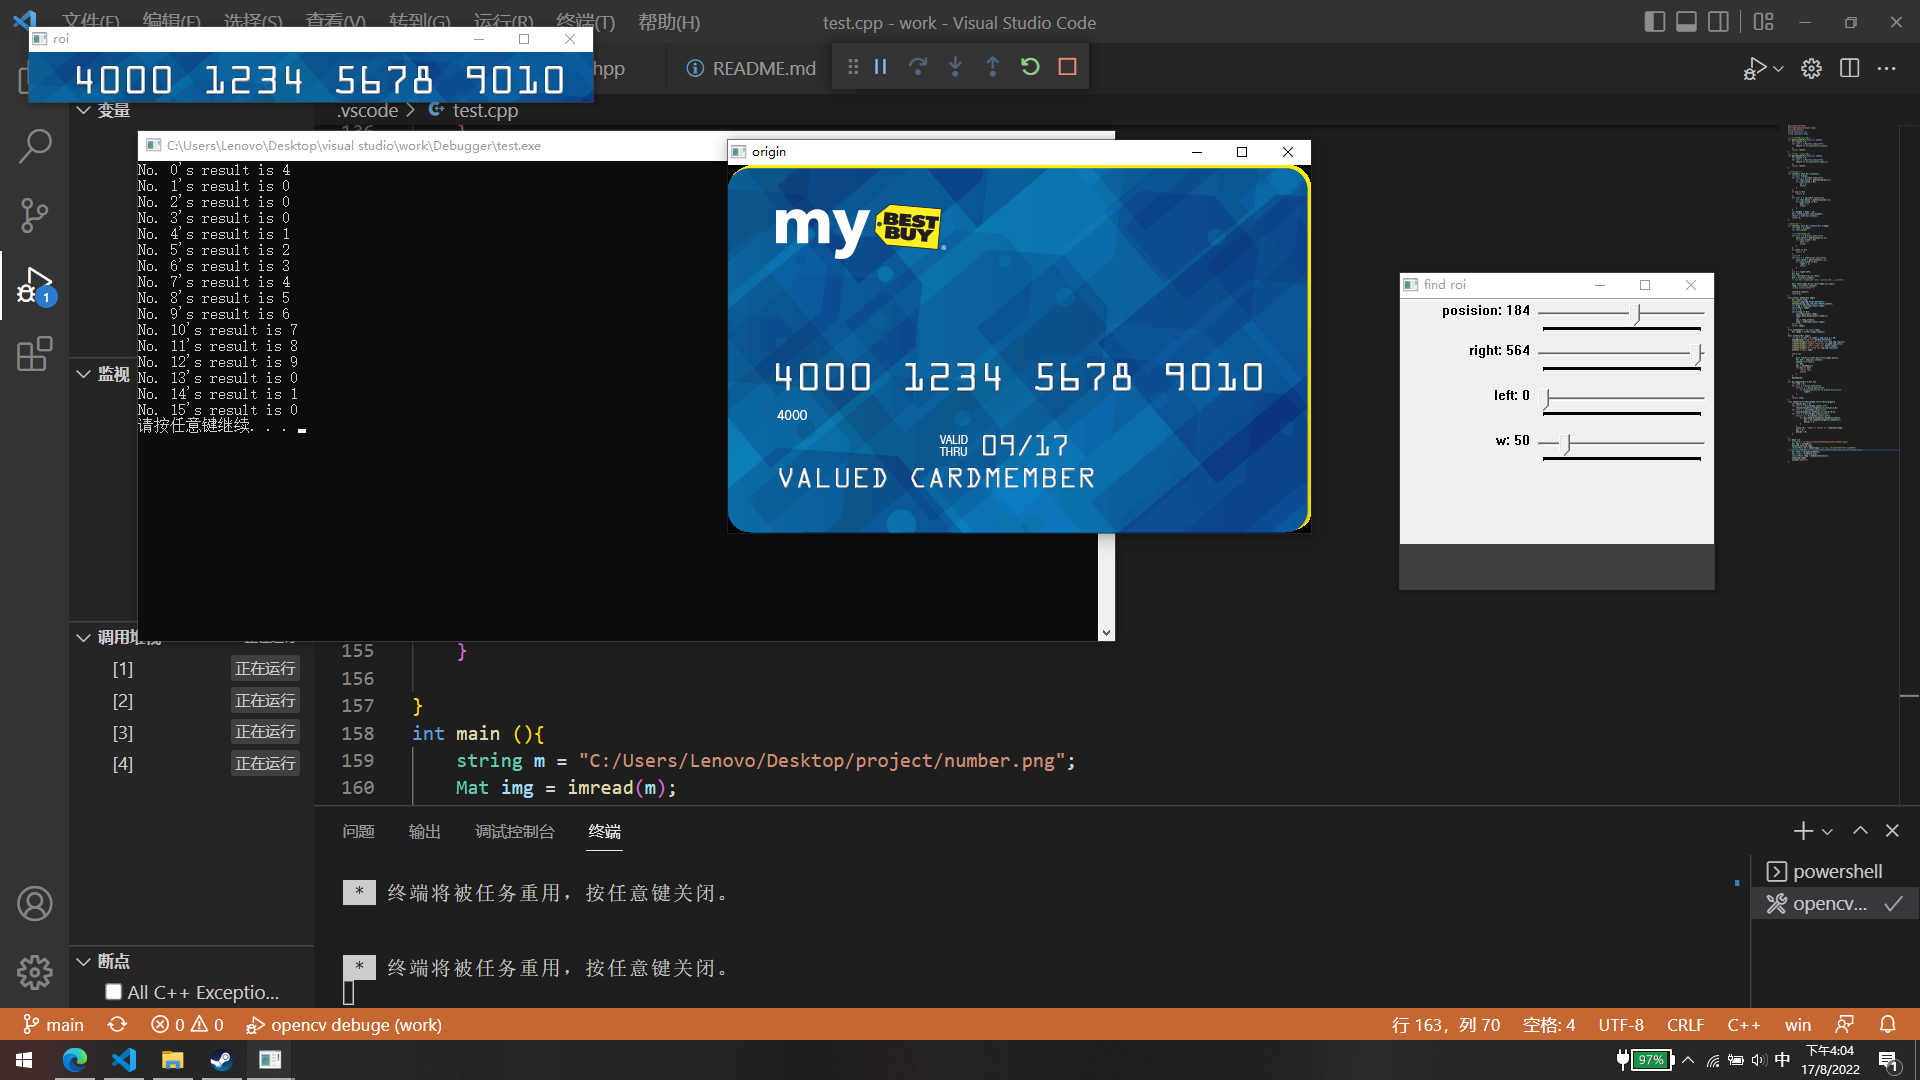 文件(F) 编辑(E) 选择(S) 查看(V) 转到(G) 运行(R) 终端(T) 帮助(H)
test.cpp - work - Visual Studio Code
roi
4000 1234 5678 9010
hpp
README.md
变量
.vscode > test.cpp
136
C:\Users\Lenovo\Desktop\visual studio\work\Debugger\test.exe
No. 0's result is 4
No. 1's result is 0
No. 2's result is 0
No. 3's result is 0
No. 4's result is 1
No. 5's result is 2
No. 6's result is 3
No. 7's result is 4
No. 8's result is 5
No. 9's result is 6
No. 10's result is 7
No. 11's result is 8
No. 12's result is 9
No. 13's result is 0
No. 14's result is 1
No. 15's result is 0
请按任意键继续. . .
origin
my BEST BUY®
4000 1234 5678 9010
4000
VALID THRU 09/17
VALUED CARDMEMBER
find roi
posision: 184
right: 564
left: 0
w: 50
1
监视
调用堆栈 正在运行
[1] 正在运行
[2] 正在运行
[3] 正在运行
[4] 正在运行
155 }
156
157 }
158 int main (){
159 string m = "C:/Users/Lenovo/Desktop/project/number.png";
160 Mat img = imread(m);
问题 输出 调试控制台 终端
* 终端将被任务重用，按任意键关闭。
* 终端将被任务重用，按任意键关闭。
powershell
opencv...
断点
All C++ Exceptio...
main 0 0 opencv debuge (work)
行 163，列 70 空格: 4 UTF-8 CRLF C++ win
97% 中 下午4:04
17/8/2022
1